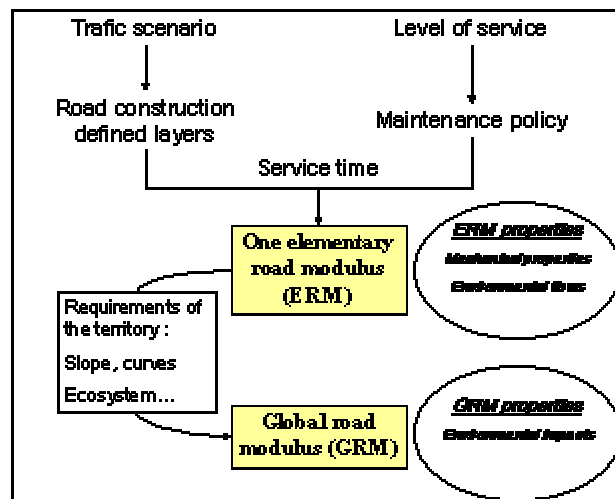 Trafic scenario
Level of service
Road construction
defined layers
Maintenance policy
Service time
One elementary
road modulus
(ERM)
ERM properties
Mechanical properties
Environmental flows
Requirements of
the territory :
Slope, curves
Ecosystem...
Global road
modulus (GRM)
GRM properties
Environmental impacts